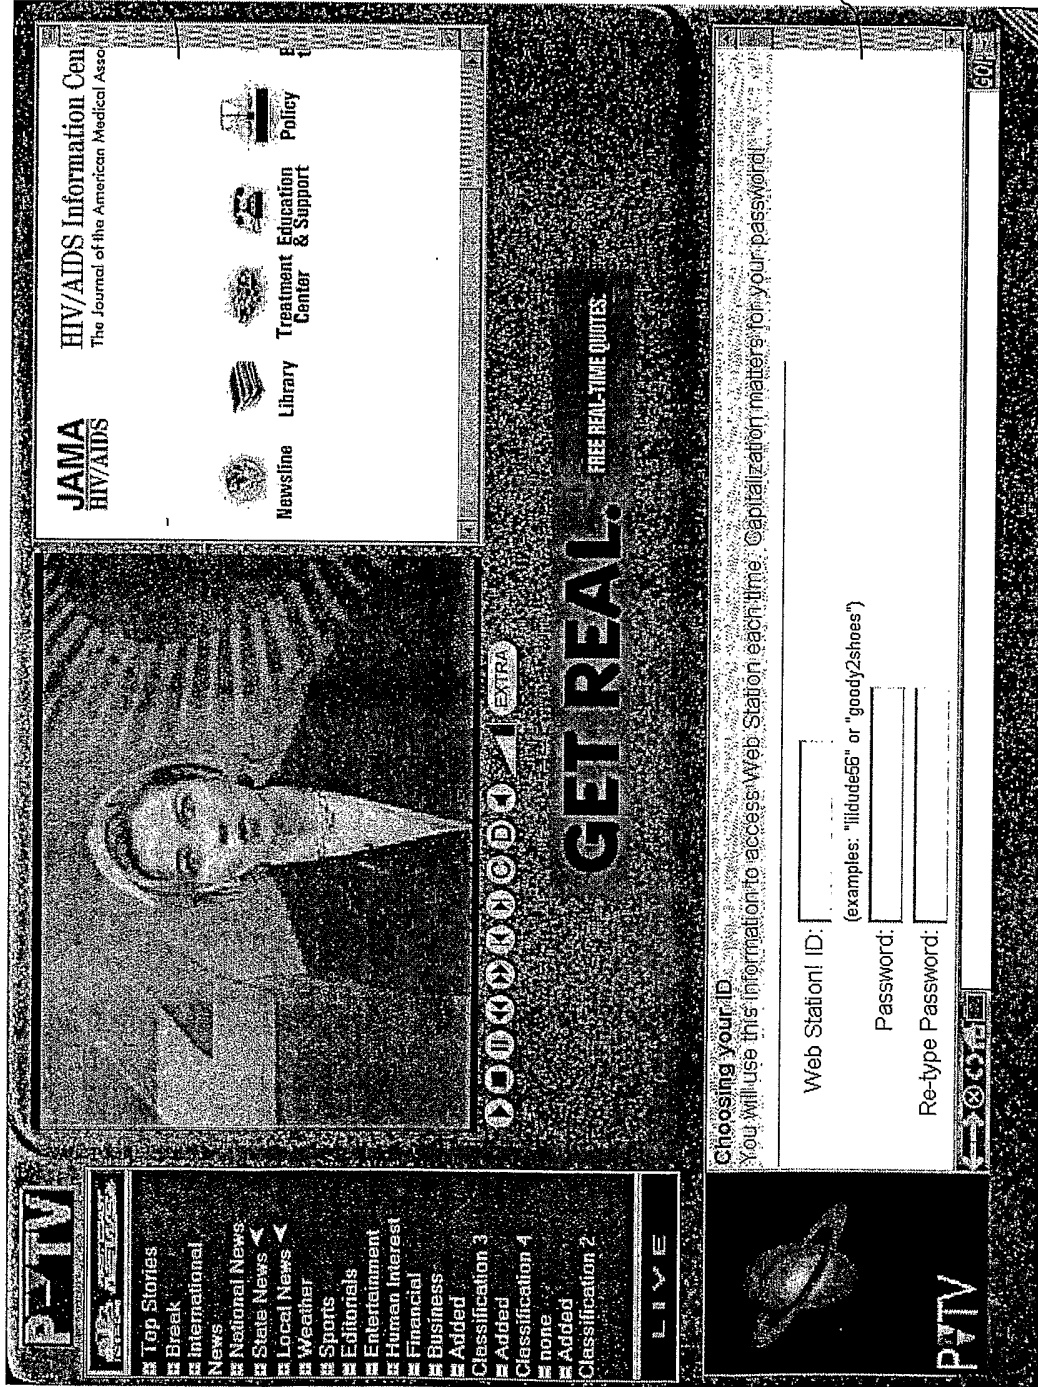 P TV
Top Stories
Break
International
News
National News
State News
Local News
Weather
Sports
Editorials
Entertainment
Human Interest
Financial
Business
Added
Classification 3
Added
Classification 4
none
Added
Classification 2
LIVE
EXTRA
JAMA
HIV/AIDS
HIV/AIDS Information Cen
The Journal of the American Medical Asso
Newsline
Library
Treatment
Center
Education
& Support
Policy
GET REAL.
FREE REAL-TIME QUOTES.
P TV
Choosing your ID
You will use this information to access Web Station each time. Capitalization matters for your password!
Web Station! ID:
(examples: "lildude56" or "goody2shoes")
Password:
Re-type Password:
GO!